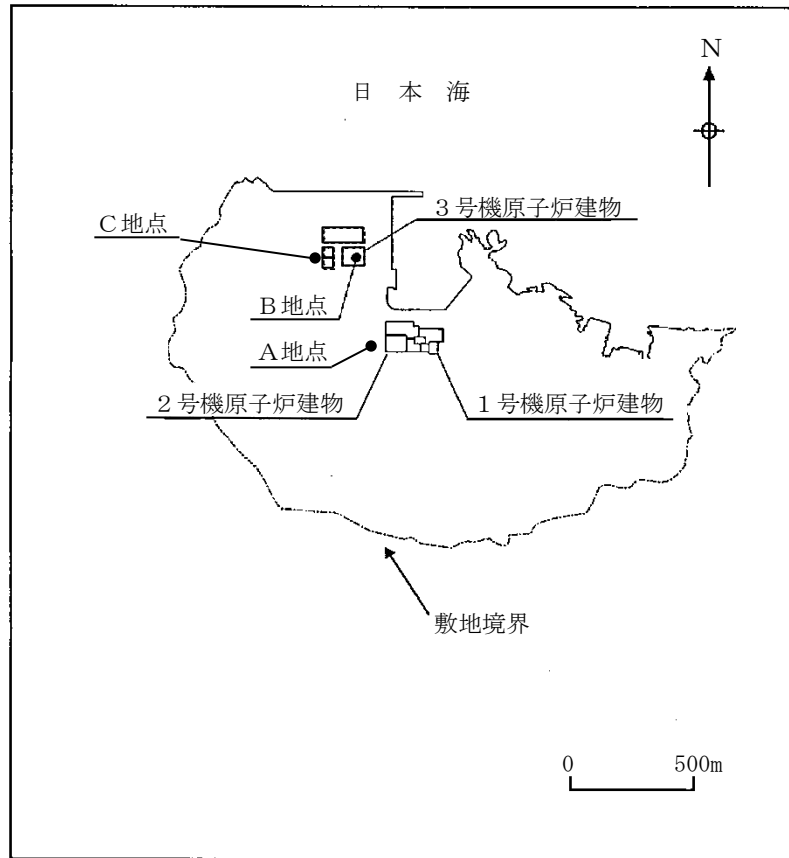 日 本 海
N
C地点
3号機原子炉建物
B地点
A地点
2号機原子炉建物
1号機原子炉建物
敷地境界
0 500m